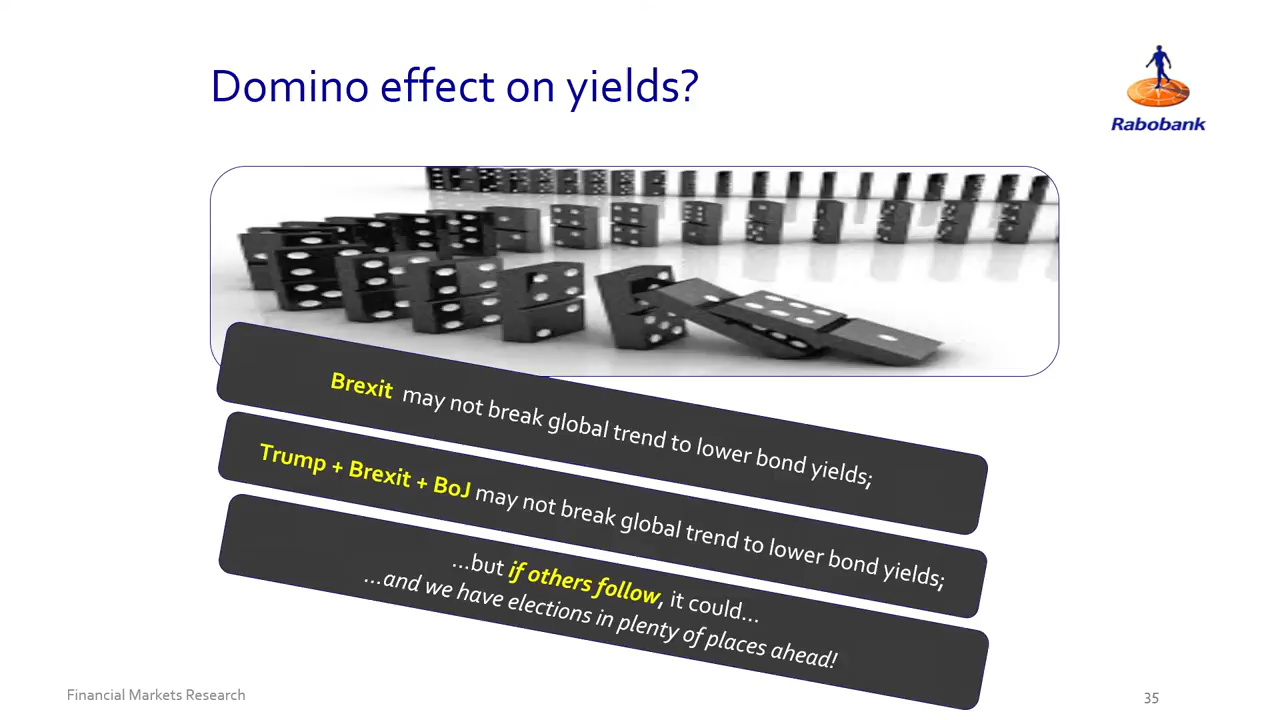 Domino effect on yields?
Rabobank
Brexit may not break global trend to lower bond yields;
Trump + Brexit + BoJ may not break global trend to lower bond yields;
...but if others follow, it could...
...and we have elections in plenty of places ahead!
Financial Markets Research
35